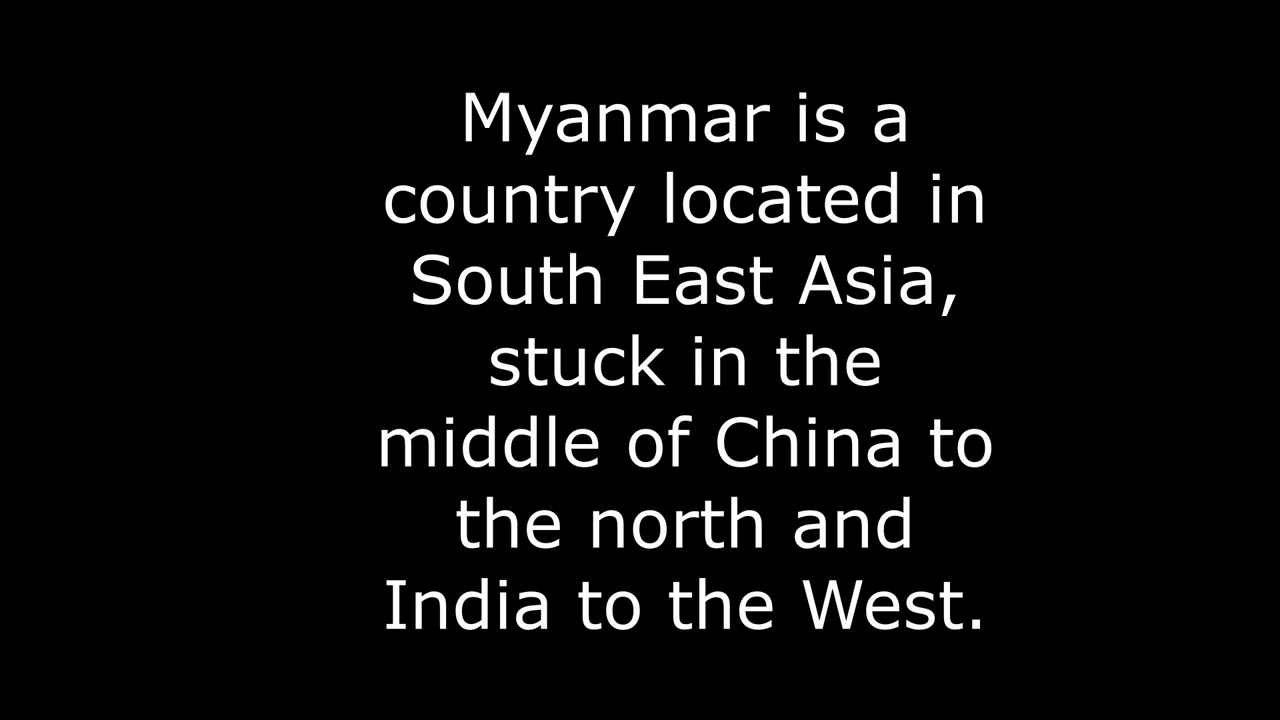 Myanmar is a
country located in
South East Asia,
stuck in the
middle of China to
the north and
India to the West.